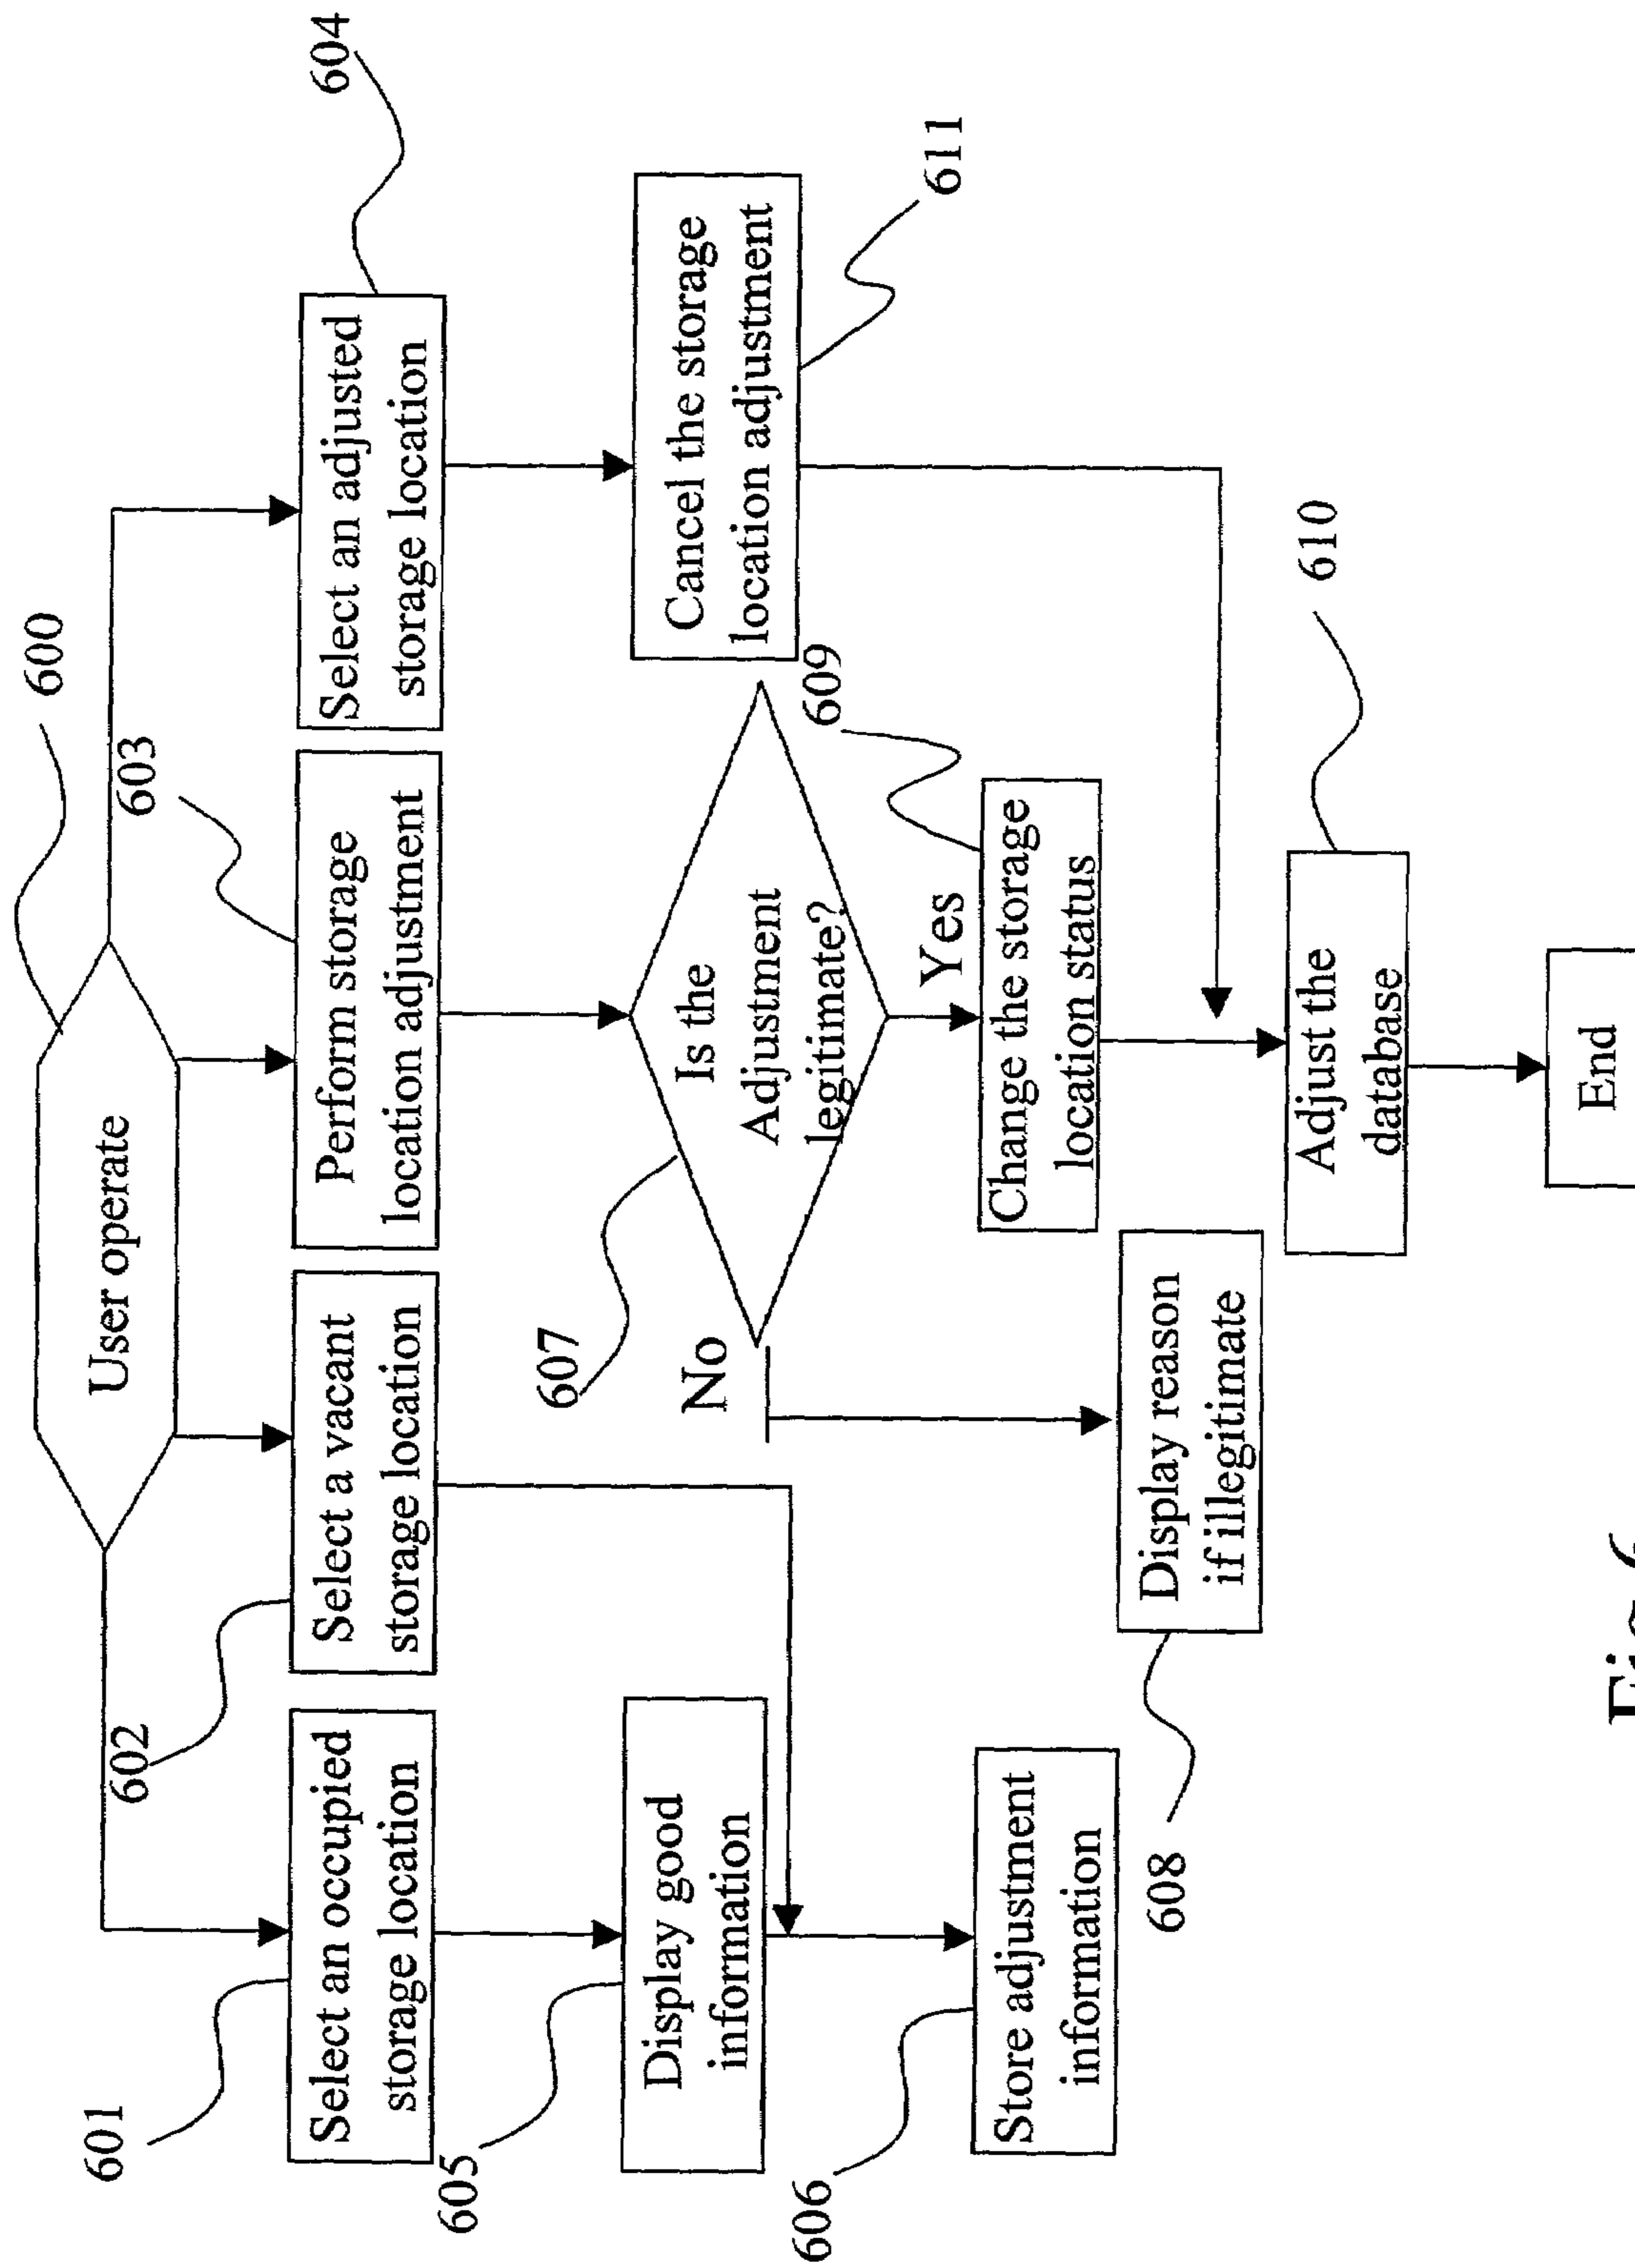 600
User operate
601
602
603
604
Select an occupied
storage location
Select a vacant
storage location
Perform storage
location adjustment
Select an adjusted
storage location
605
Display good
information
607
Is the
Adjustment
legitimate?
No
Yes
Cancel the storage
location adjustment
611
606
Store adjustment
information
608
Display reason
if illegitimate
609
Change the storage
location status
610
Adjust the
database
End
Fig 6